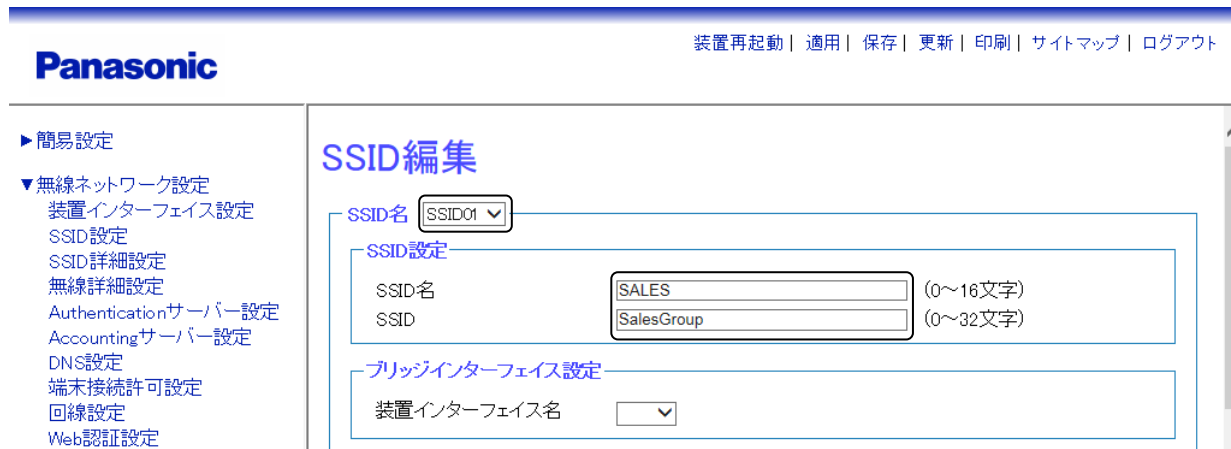 装置再起動| 適用| 保存| 更新| 印刷| サイトマップ| ログアウト
Panasonic
►簡易設定
▼無線ネットワーク設定
装置インターフェイス設定
SSID設定
SSID詳細設定
無線詳細設定
Authenticationサーバー設定
Accountingサーバー設定
DNS設定
端末接続許可設定
回線設定
Web認証設定
SSID編集
SSID名 SSID01
SSID設定
SSID名 SALES (0～16文字)
SSID SalesGroup (0～32文字)
ブリッジインターフェイス設定
装置インターフェイス名